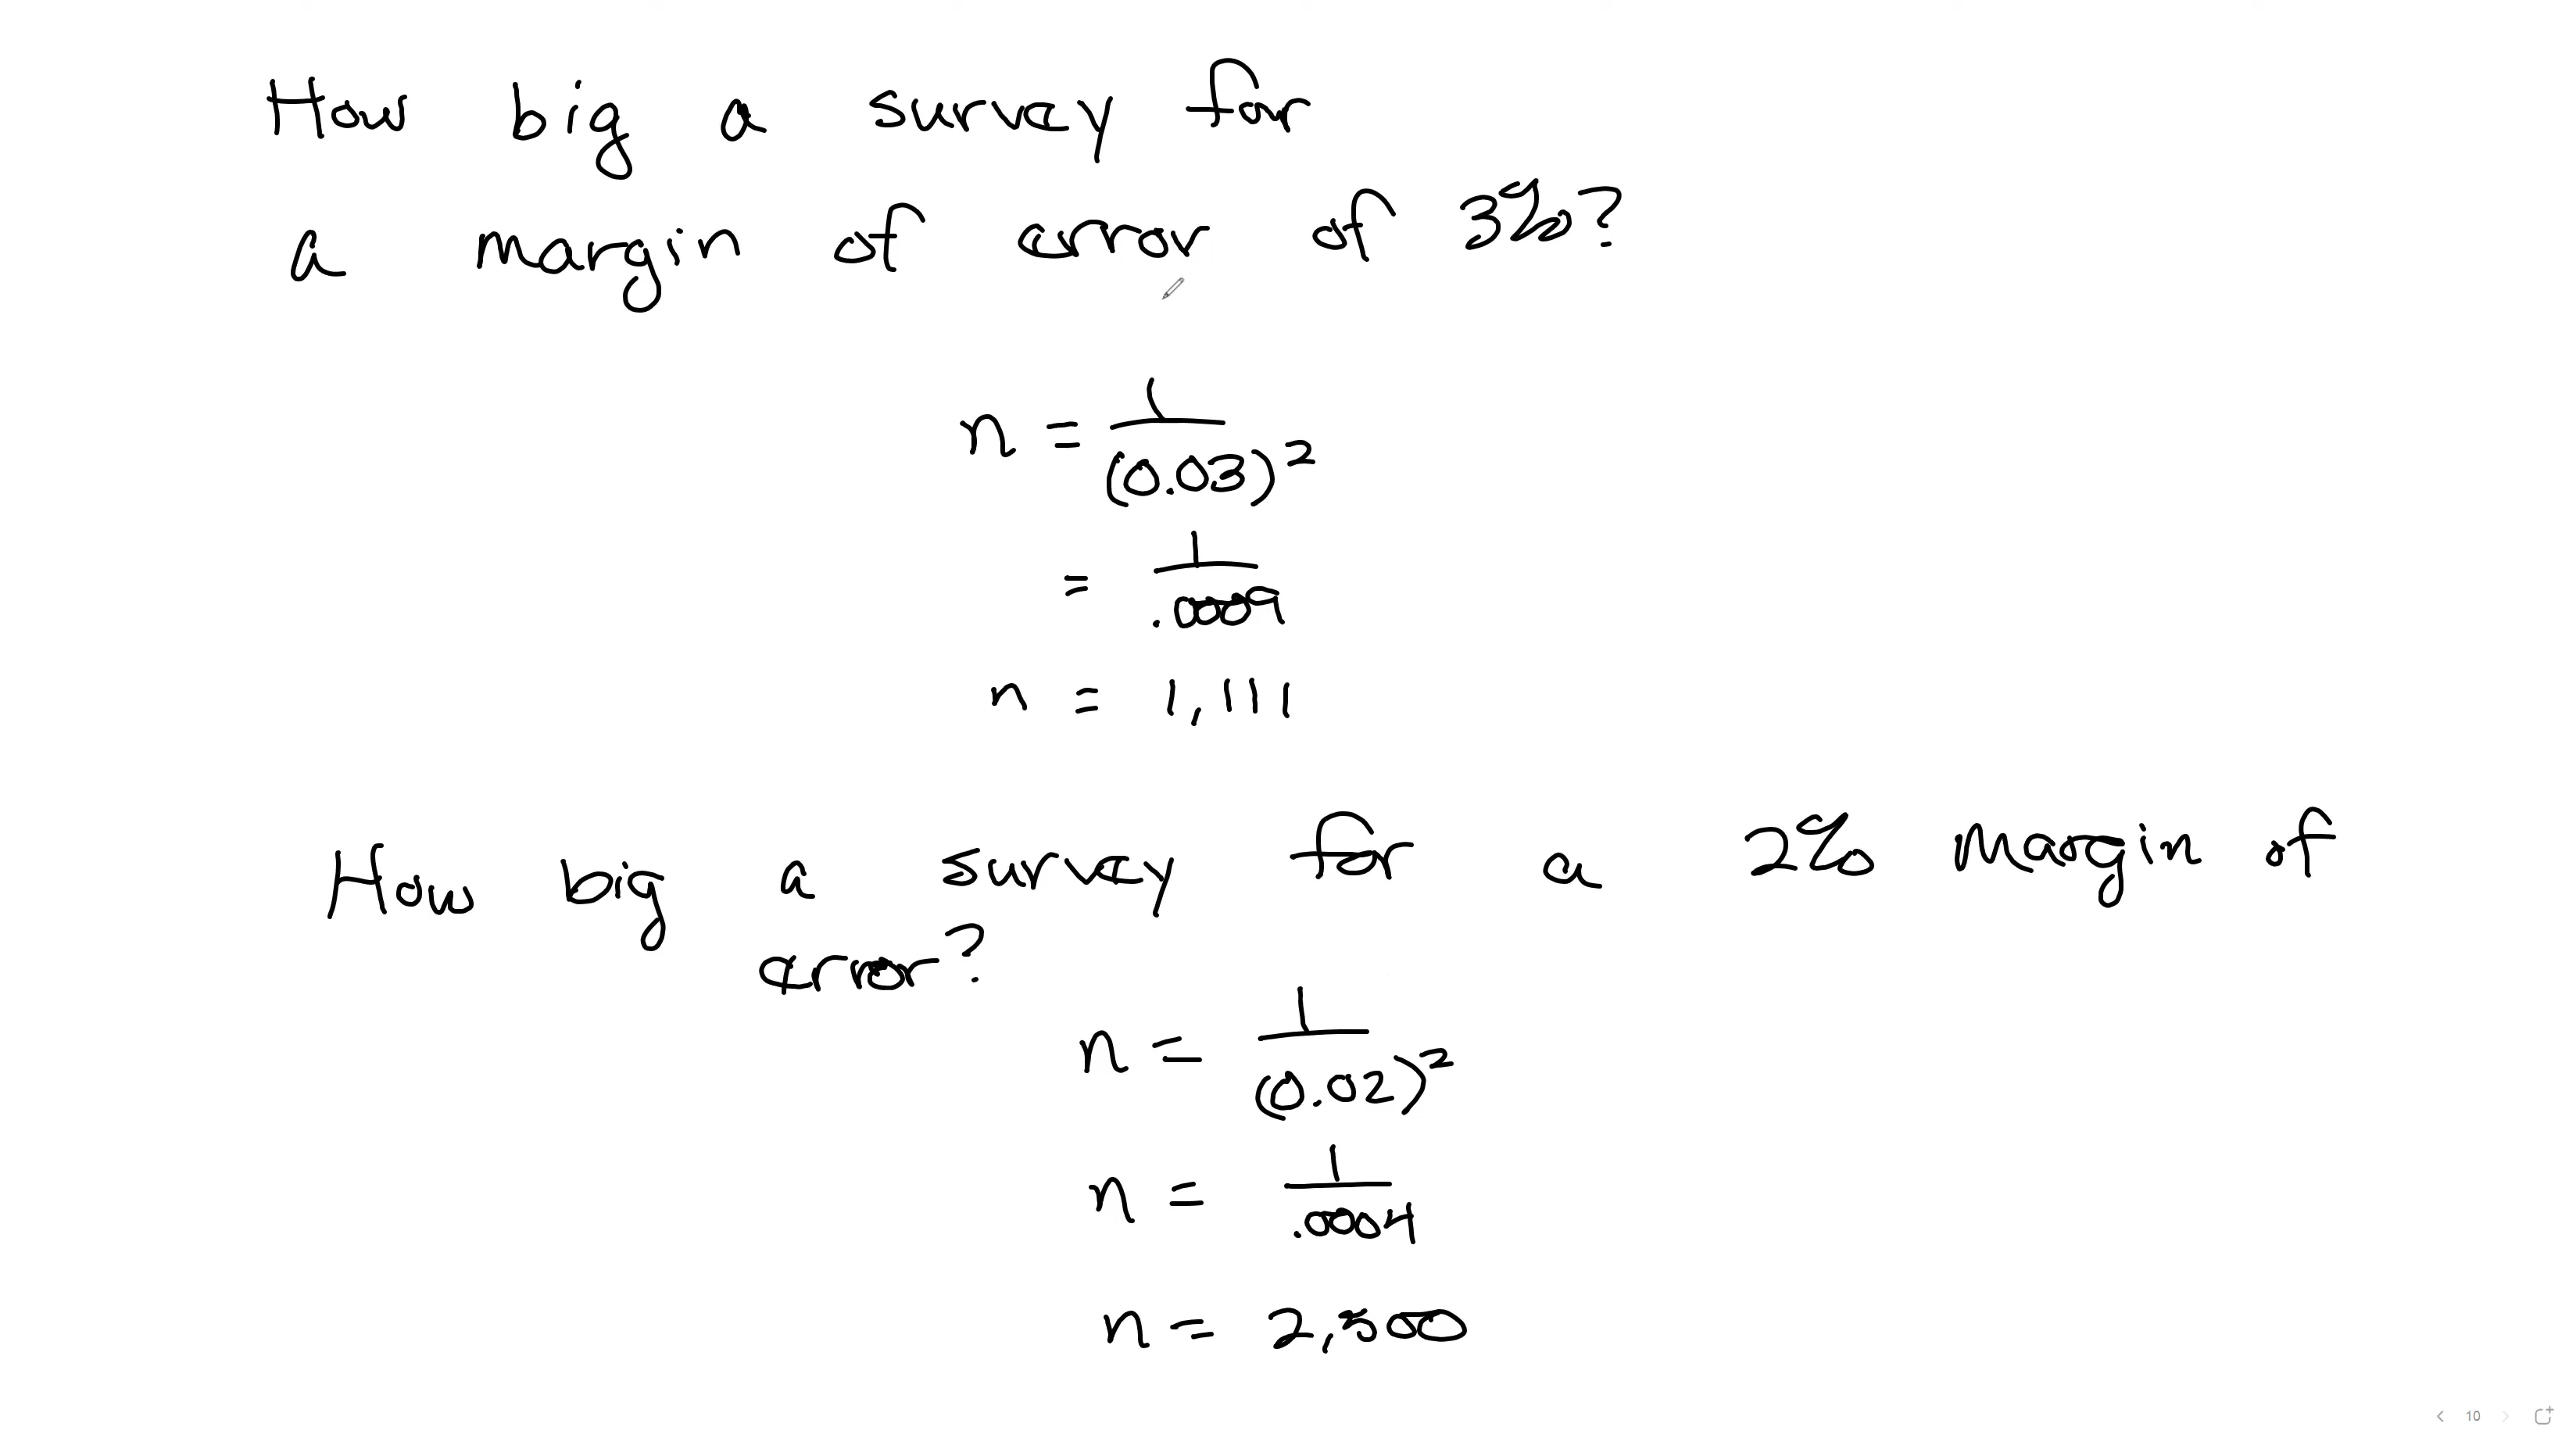 How big a survey for
a margin of error of 3%?
n = 1/(0.03)²
= 1/.0009
n = 1,111
How big a survey for a 2% margin of
error?
n = 1/(0.02)²
n = 1/.0004
n = 2,500
10